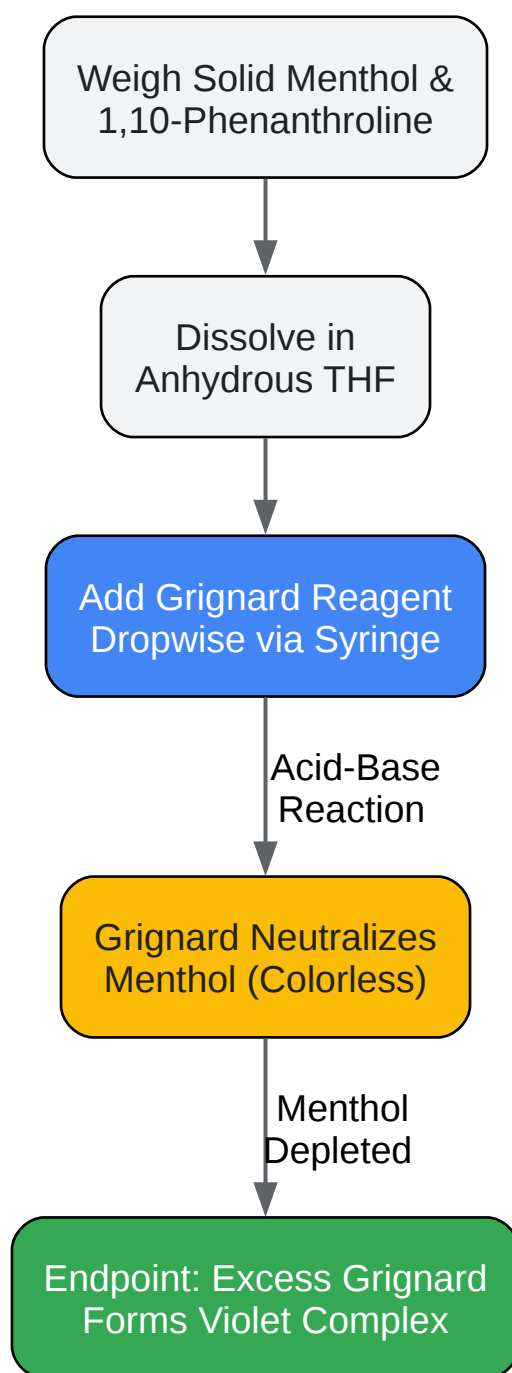 Weigh Solid Menthol &
1,10-Phenanthroline
Dissolve in
Anhydrous THF
Add Grignard Reagent
Dropwise via Syringe
Acid-Base
Reaction
Grignard Neutralizes
Menthol (Colorless)
Menthol
Depleted
Endpoint: Excess Grignard
Forms Violet Complex